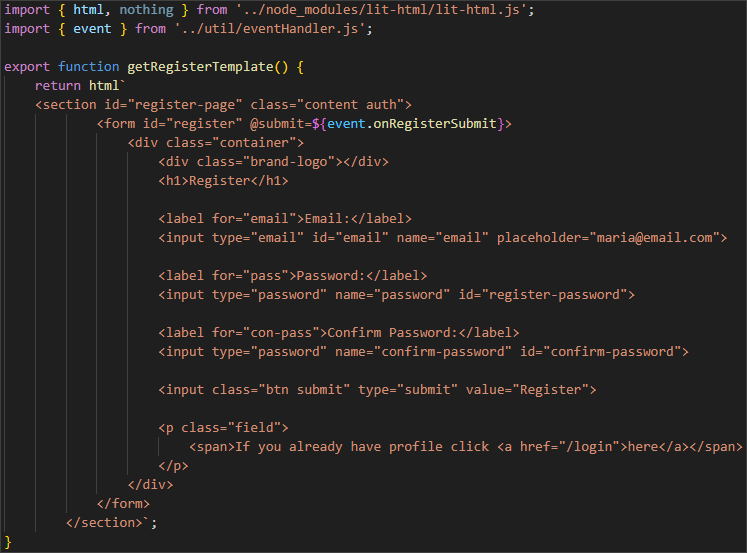 import { html, nothing } from '../node_modules/lit-html/lit-html.js';
import { event } from '../util/eventHandler.js';

export function getRegisterTemplate() {
    return html`
    <section id="register-page" class="content auth">
            <form id="register" @submit=${event.onRegisterSubmit}>
                <div class="container">
                    <div class="brand-logo"></div>
                    <h1>Register</h1>

                    <label for="email">Email:</label>
                    <input type="email" id="email" name="email" placeholder="maria@email.com">

                    <label for="pass">Password:</label>
                    <input type="password" name="password" id="register-password">

                    <label for="con-pass">Confirm Password:</label>
                    <input type="password" name="confirm-password" id="confirm-password">

                    <input class="btn submit" type="submit" value="Register">

                    <p class="field">
                        <span>If you already have profile click <a href="/login">here</a></span>
                    </p>
                </div>
            </form>
        </section>`;
}